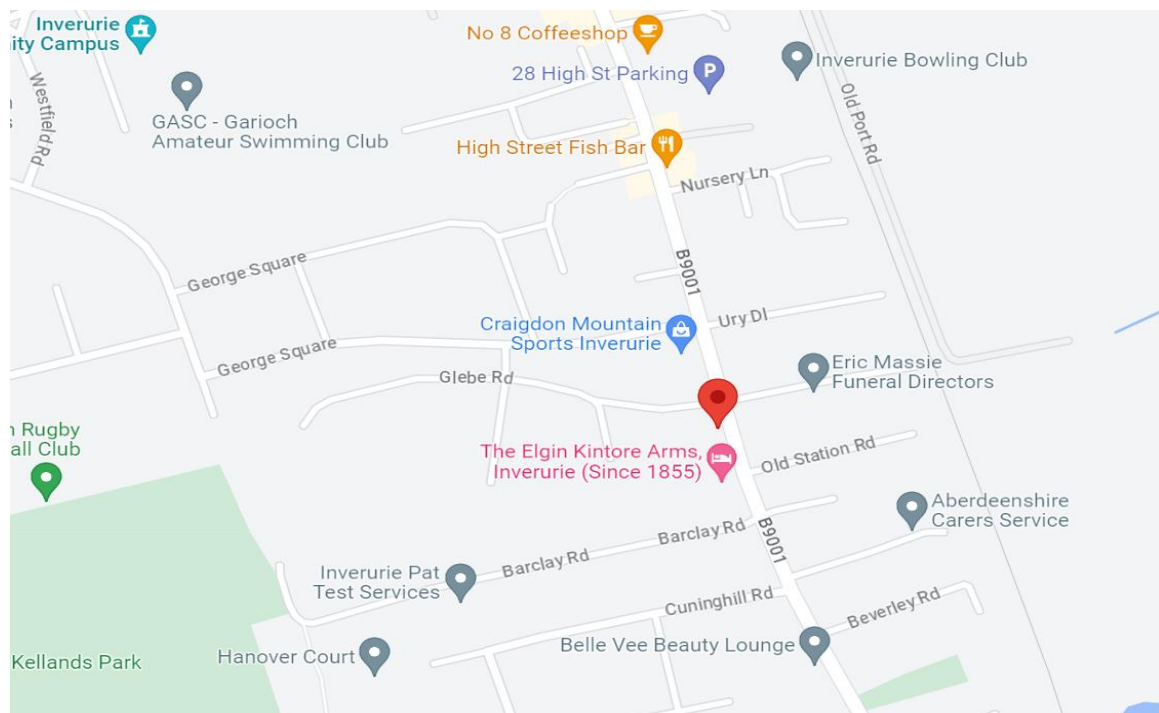 Inverurie
ity Campus
No 8 Coffeeshop
28 High St Parking
Inverurie Bowling Club
Westfield Rd
GASC - Garioch
Amateur Swimming Club
Old Port Rd
High Street Fish Bar
Nursery Ln
George Square
B9001
Craigdon Mountain
Sports Inverurie
Ury Dl
George Square
Glebe Rd
Eric Massie
Funeral Directors
n Rugby
all Club
The Elgin Kintore Arms,
Inverurie (Since 1855)
Old Station Rd
Aberdeenshire
Carers Service
Barclay Rd
B9001
Barclay Rd
Inverurie Pat
Test Services
Cuninghill Rd
Beverley Rd
Belle Vee Beauty Lounge
Hanover Court
Kellands Park